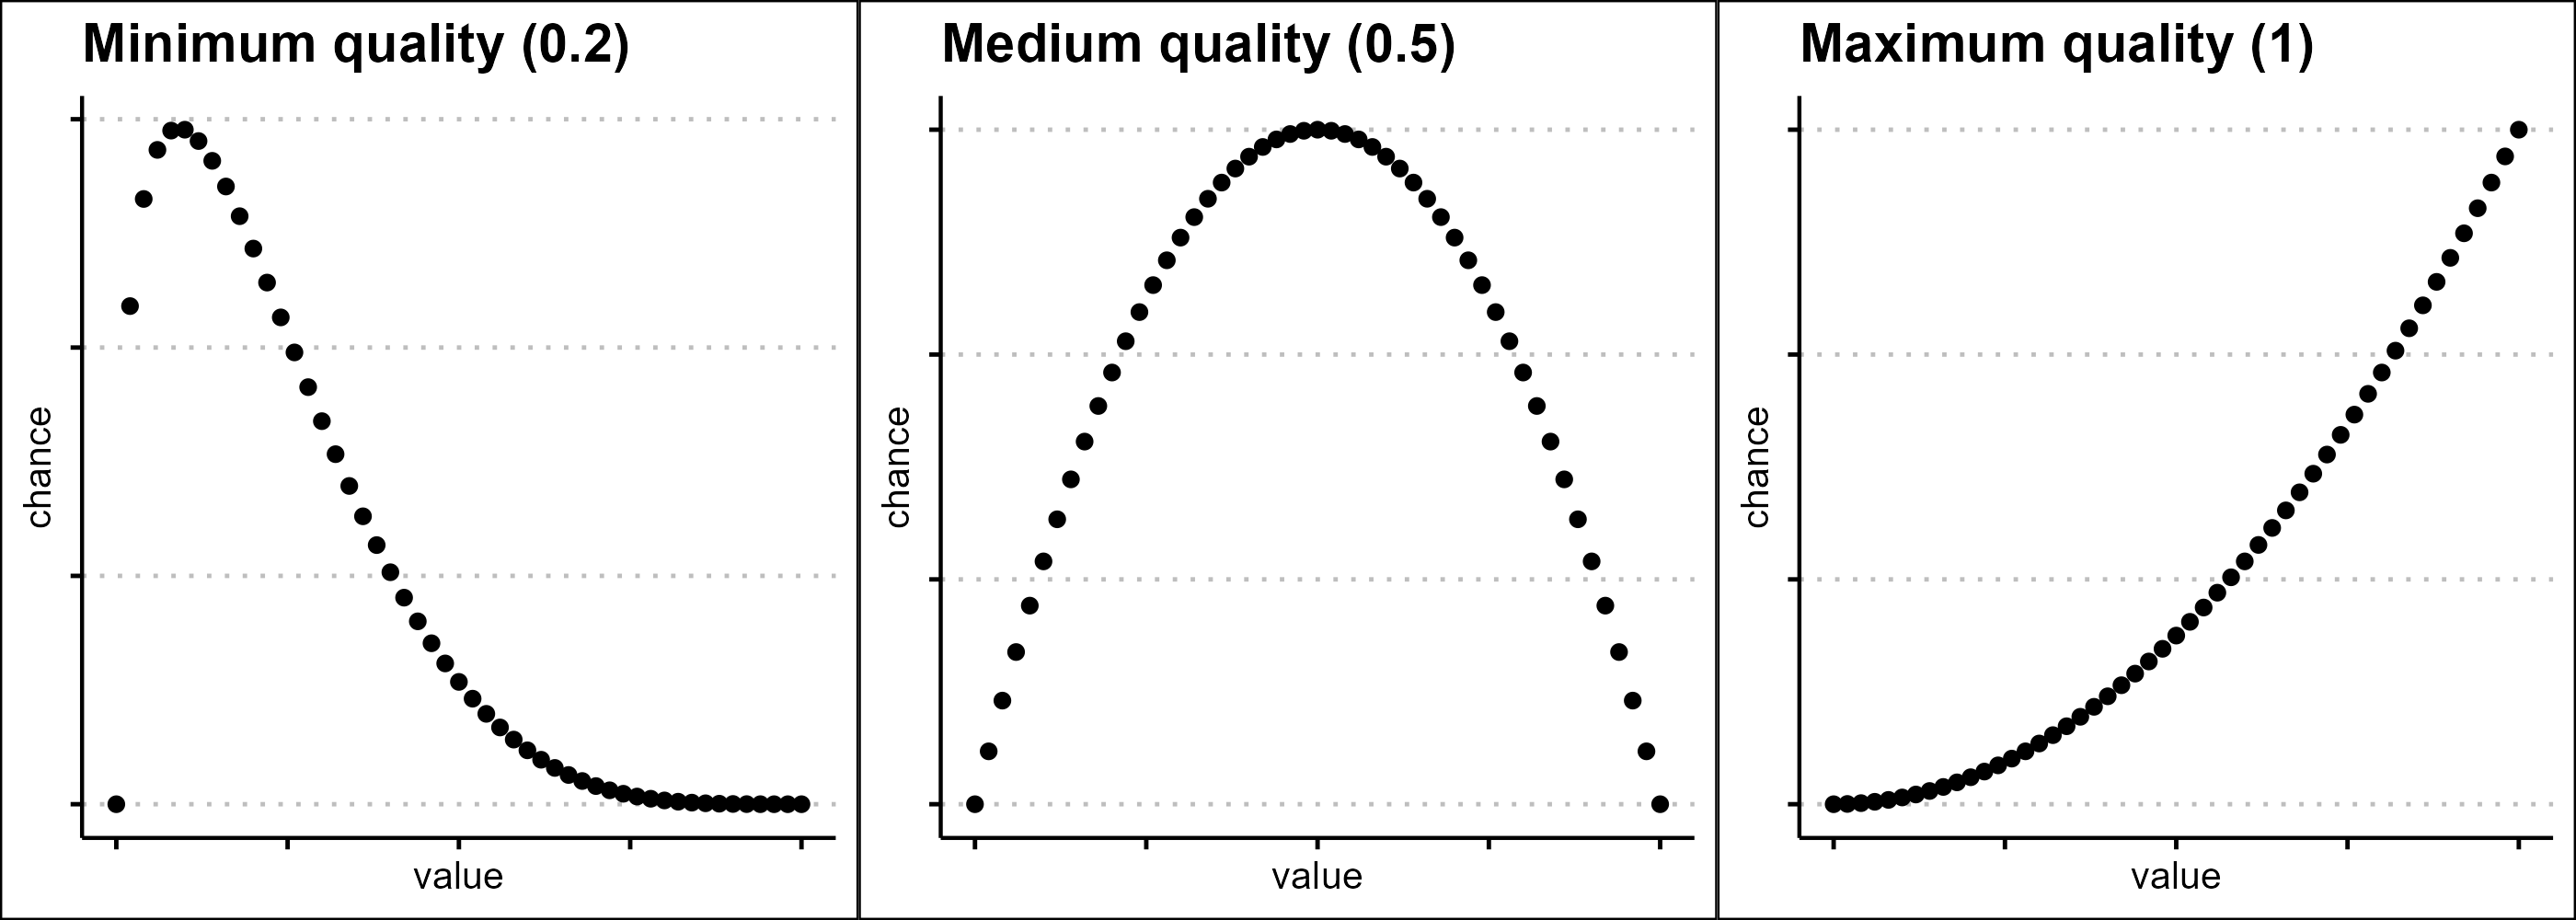 Minimum quality (0.2)
chance
value
Medium quality (0.5)
chance
value
Maximum quality (1)
chance
value